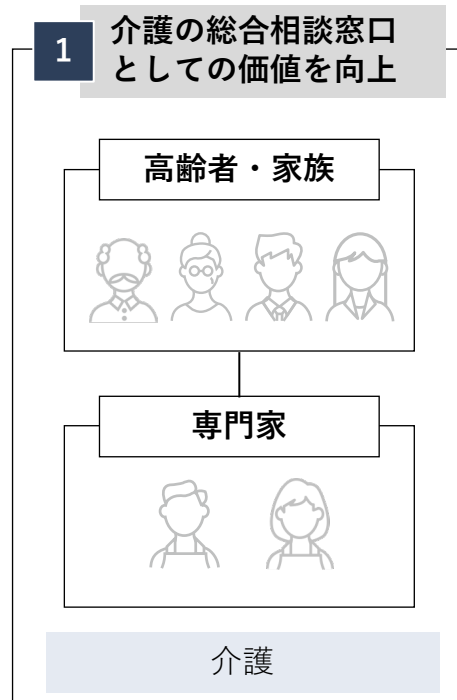 1
介護の総合相談窓口
としての価値を向上
高齢者・家族
専門家
介護